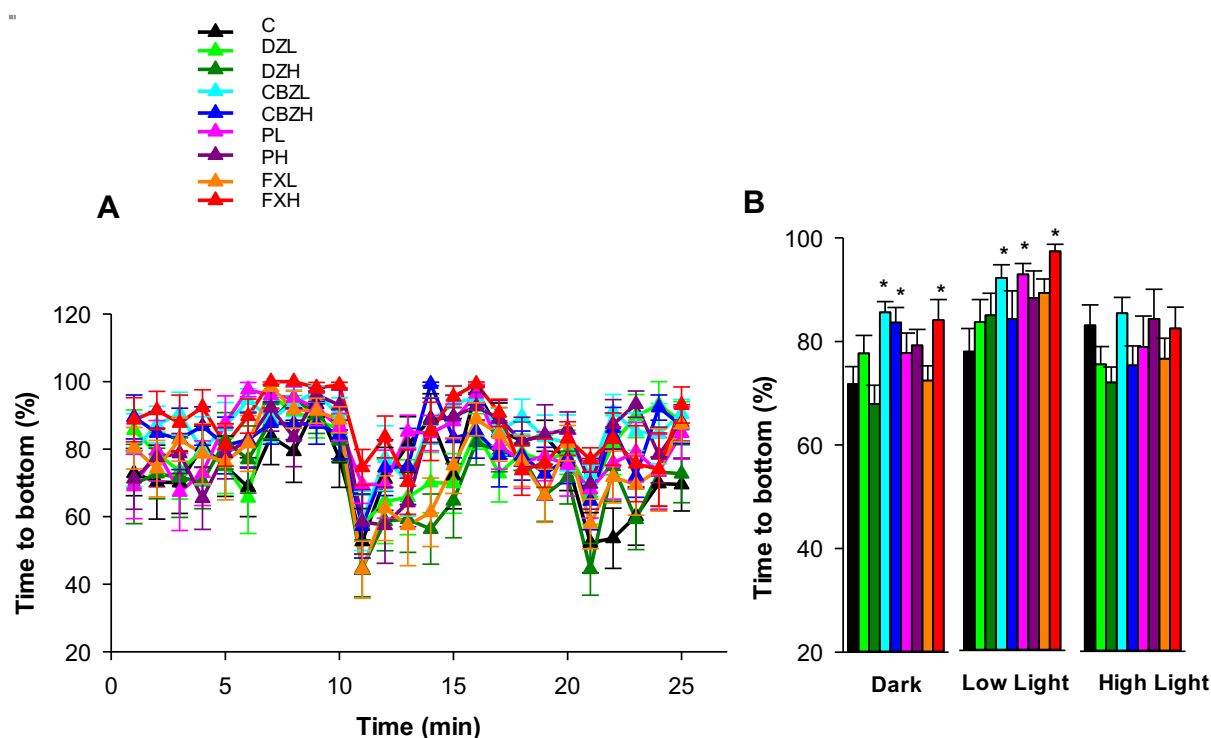 C
DZL
DZH
CBZL
CBZH
PL
PH
FXL
FXH
A
Time to bottom (%)
120
100
80
60
40
20
0
5
10
15
20
25
Time (min)
B
Time to bottom (%)
100
80
60
40
20
* * *
* * *
Dark
Low Light
High Light